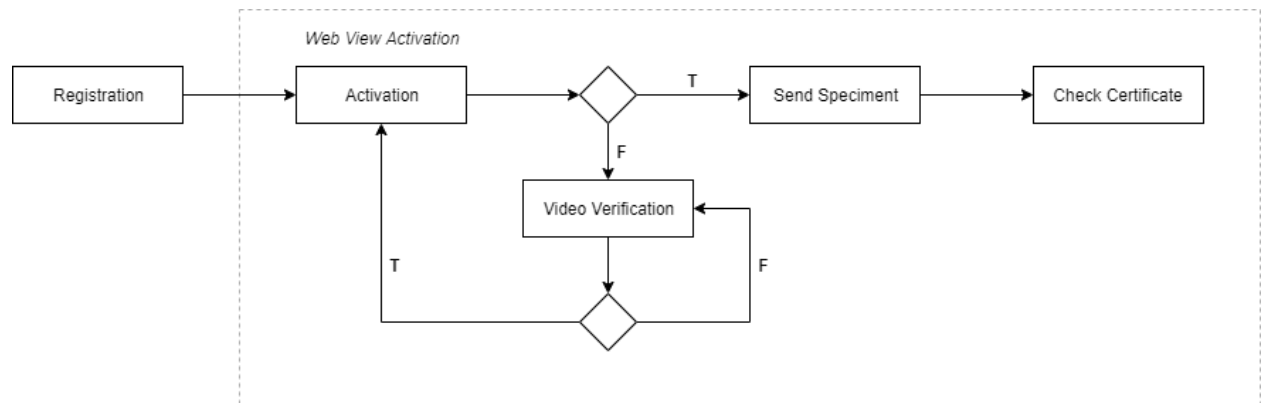 Web View Activation
Registration
Activation
T
Send Speciment
Check Certificate
F
Video Verification
T
F